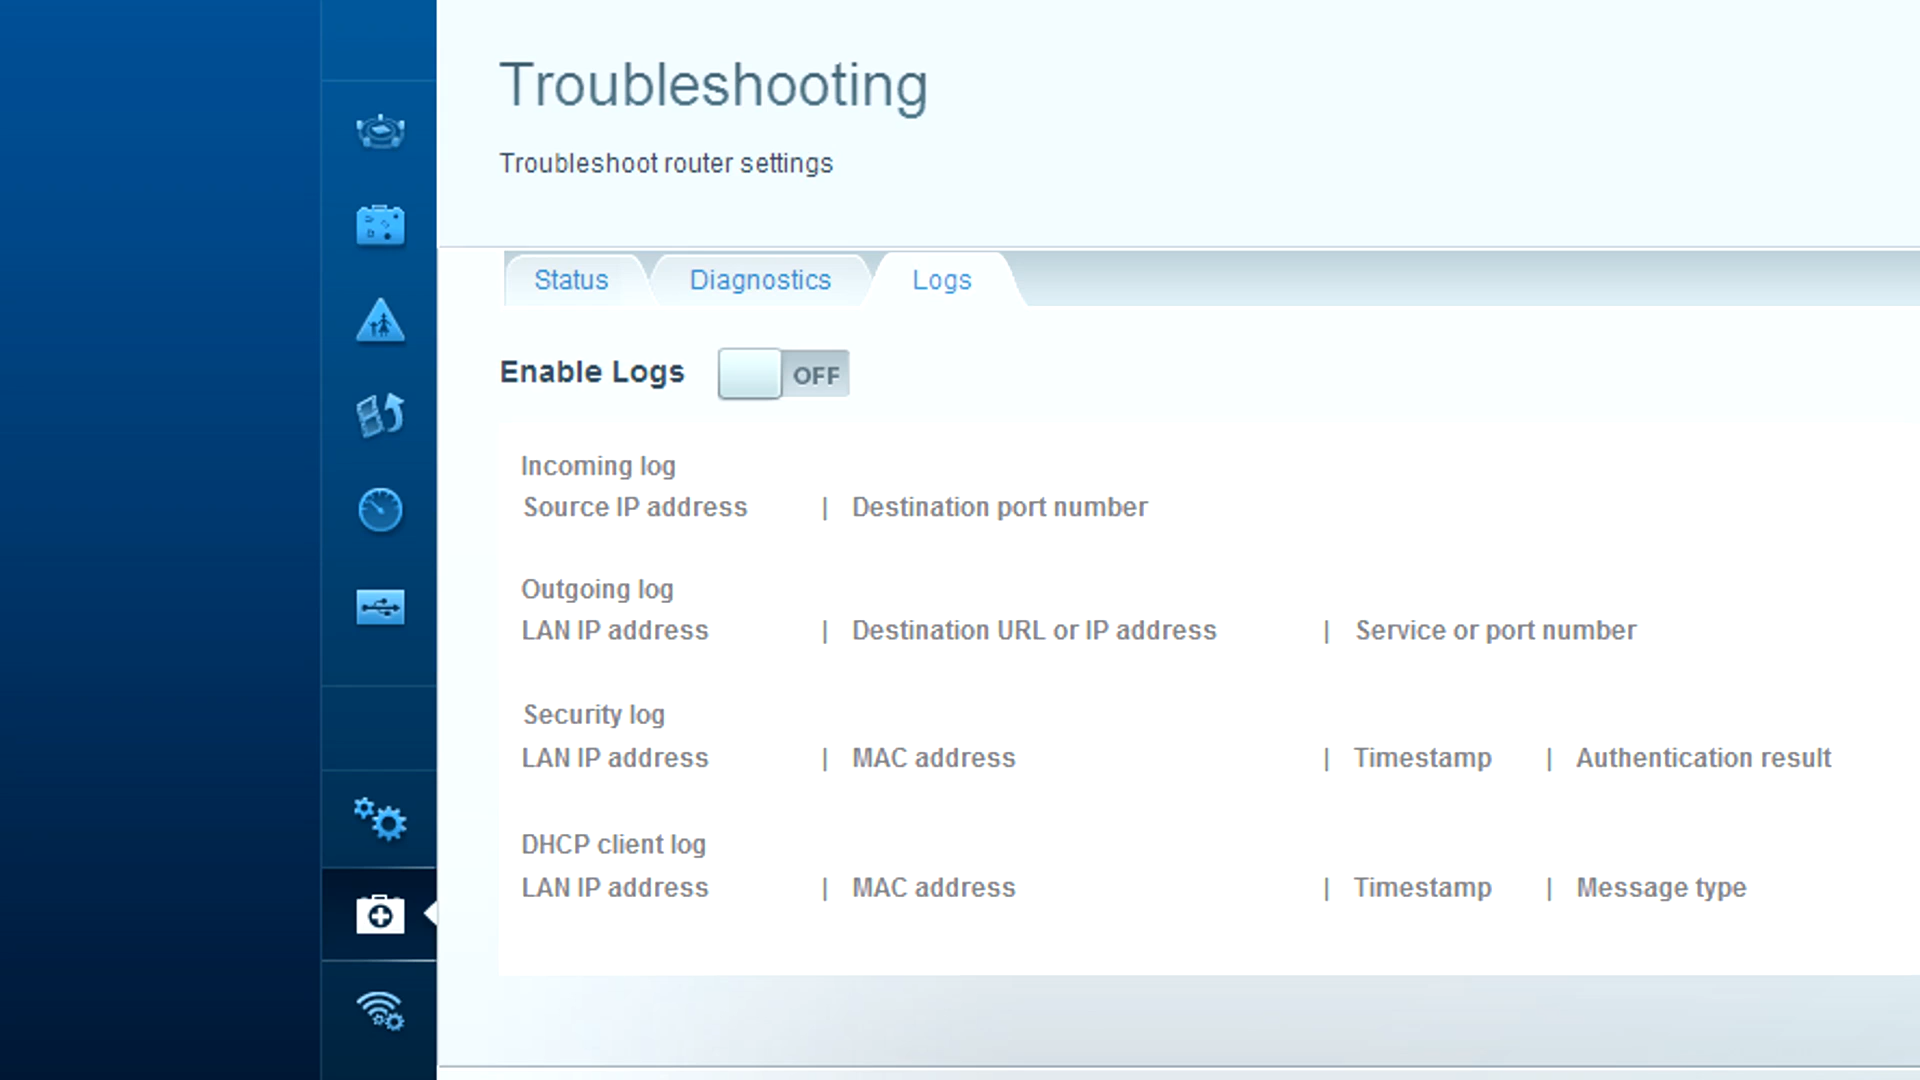 Troubleshooting
Troubleshoot router settings
Status Diagnostics Logs
Enable Logs OFF
Incoming log
Source IP address | Destination port number
Outgoing log
LAN IP address | Destination URL or IP address | Service or port number
Security log
LAN IP address | MAC address | Timestamp | Authentication result
DHCP client log
LAN IP address | MAC address | Timestamp | Message type